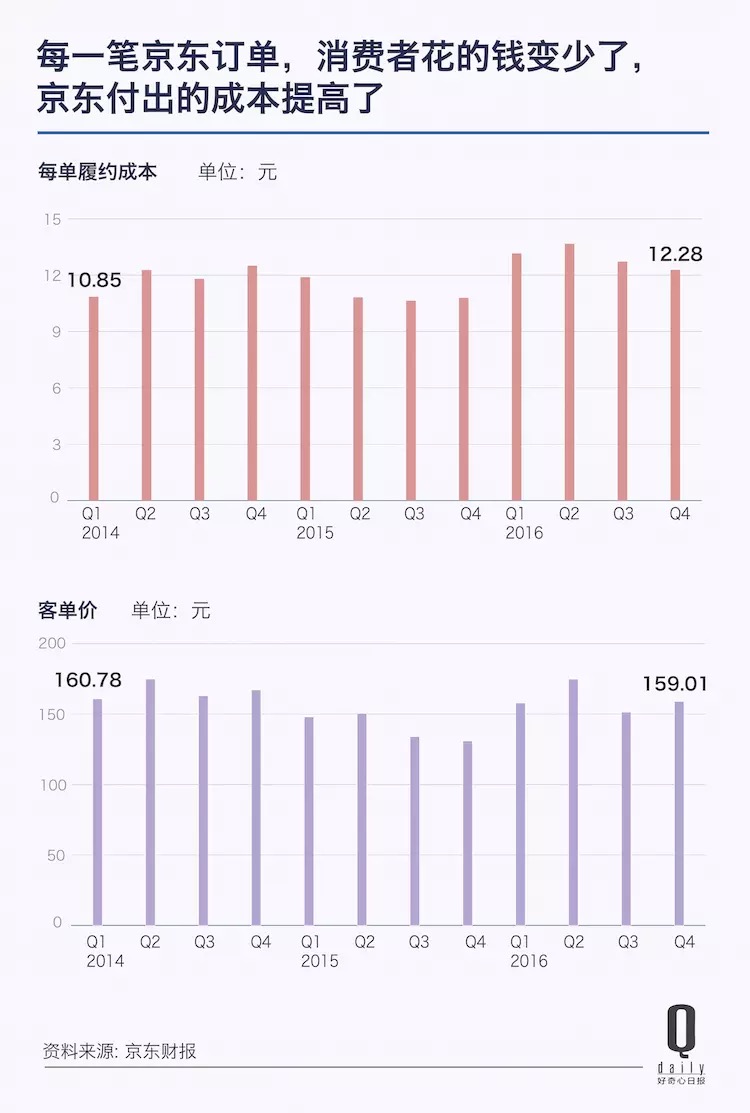 每一笔京东订单，消费者花的钱变少了，
京东付出的成本提高了
每单履约成本 单位：元
15
12
9
6
3
0
10.85
12.28
Q1 Q2 Q3 Q4 Q1 Q2 Q3 Q4 Q1 Q2 Q3 Q4
2014 2015 2016
客单价 单位：元
200
150
100
50
0
160.78
159.01
Q1 Q2 Q3 Q4 Q1 Q2 Q3 Q4 Q1 Q2 Q3 Q4
2014 2015 2016
资料来源: 京东财报
Q
daily
好奇心日报